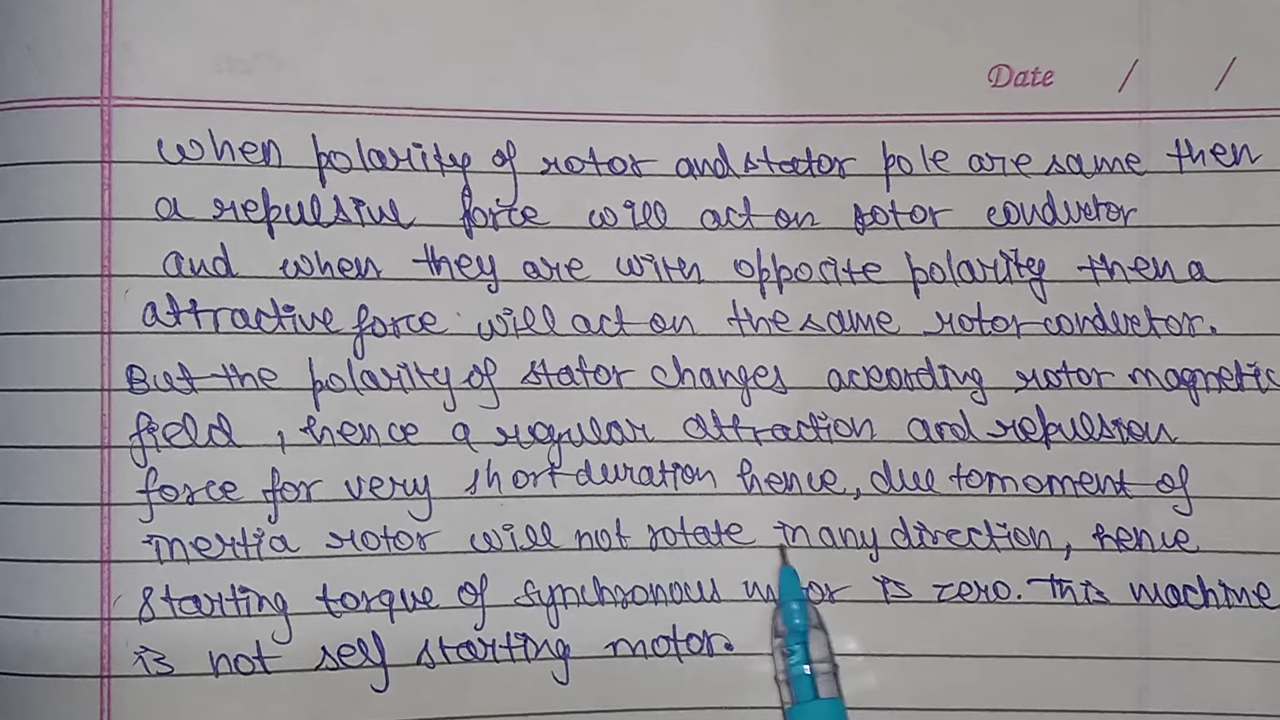 Date / /
When polarity of rotor and stator pole are same then
a repulsive force will act on rotor conductor
and when they are with opposite polarity then a
attractive force will act on the same rotor conductor.
But the polarity of stator changes according rotor magnetic
field, hence a regular attraction and repulsion
force for very short duration hence, due to moment of
inertia rotor will not rotate in any direction, hence
starting torque of synchronous motor is zero. This machine
is not self starting motor.